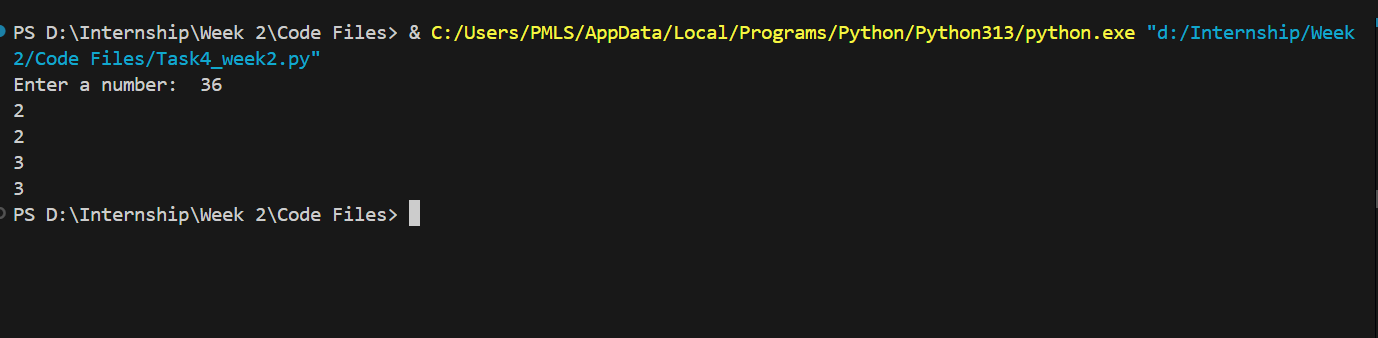 PS D:\Internship\Week 2\Code Files> & C:/Users/PMLS/AppData/Local/Programs/Python/Python313/python.exe "d:/Internship/Week
2/Code Files/Task4_week2.py"
Enter a number:  36
2
2
3
3
PS D:\Internship\Week 2\Code Files>